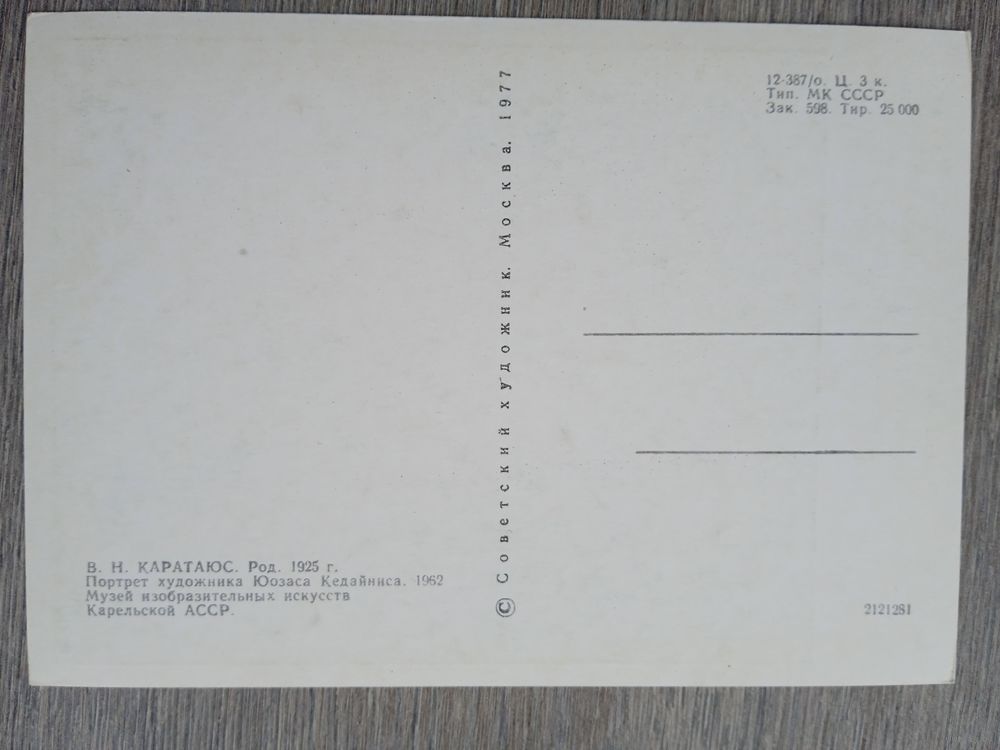 12-387/о. Ц. 3 к.
Тип. МК СССР
Зак. 598. Тир. 25 000
© Советский художник. Москва. 1977
В. Н. КАРАТАЮС. Род. 1925 г.
Портрет художника Юозаса Кедайниса. 1962
Музей изобразительных искусств
Карельской АССР.
2121281